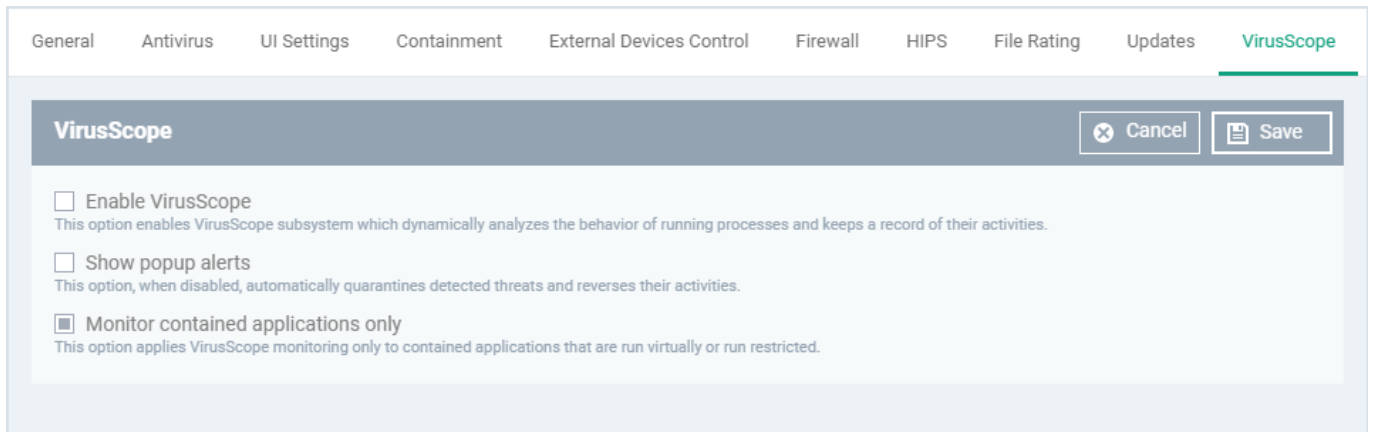 General Antivirus UI Settings Containment External Devices Control Firewall HIPS File Rating Updates VirusScope
VirusScope Cancel Save
Enable VirusScope
This option enables VirusScope subsystem which dynamically analyzes the behavior of running processes and keeps a record of their activities.
Show popup alerts
This option, when disabled, automatically quarantines detected threats and reverses their activities.
Monitor contained applications only
This option applies VirusScope monitoring only to contained applications that are run virtually or run restricted.